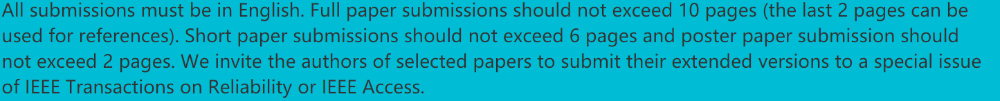 All submissions must be in English. Full paper submissions should not exceed 10 pages (the last 2 pages can be
used for references). Short paper submissions should not exceed 6 pages and poster paper submission should
not exceed 2 pages. We invite the authors of selected papers to submit their extended versions to a special issue
of IEEE Transactions on Reliability or IEEE Access.